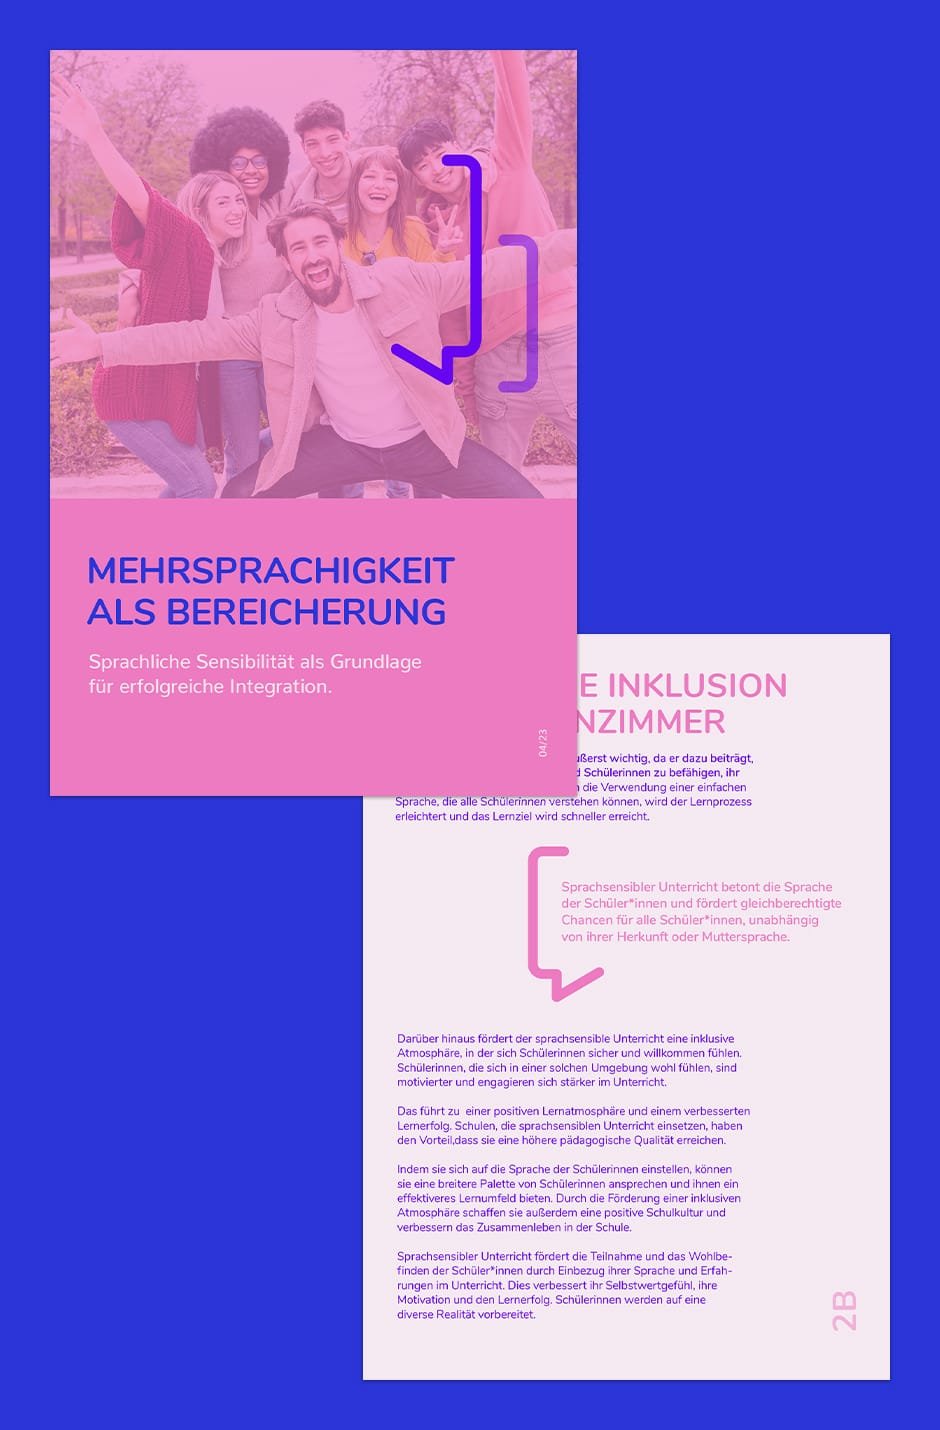 MEHRSPRACHIGKEIT
ALS BEREICHERUNG
Sprachliche Sensibilität als Grundlage
für erfolgreiche Integration.
04/23
E INKLUSION
NZIMMER
ußerst wichtig, da er dazu beiträgt,
d Schülerinnen zu befähigen, ihr
die Verwendung einer einfachen
Sprache, die alle Schülerinnen verstehen können, wird der Lernprozess
erleichtert und das Lernziel wird schneller erreicht.
Sprachsensibler Unterricht betont die Sprache
der Schüler*innen und fördert gleichberechtigte
Chancen für alle Schüler*innen, unabhängig
von ihrer Herkunft oder Muttersprache.
Darüber hinaus fördert der sprachsensible Unterricht eine inklusive
Atmosphäre, in der sich Schülerinnen sicher und willkommen fühlen.
Schülerinnen, die sich in einer solchen Umgebung wohl fühlen, sind
motivierter und engagieren sich stärker im Unterricht.
Das führt zu  einer positiven Lernatmosphäre und einem verbesserten
Lernerfolg. Schulen, die sprachsensiblen Unterricht einsetzen, haben
den Vorteil,dass sie eine höhere pädagogische Qualität erreichen.
Indem sie sich auf die Sprache der Schülerinnen einstellen, können
sie eine breitere Palette von Schülerinnen ansprechen und ihnen ein
effektiveres Lernumfeld bieten. Durch die Förderung einer inklusiven
Atmosphäre schaffen sie außerdem eine positive Schulkultur und
verbessern das Zusammenleben in der Schule.
Sprachsensibler Unterricht fördert die Teilnahme und das Wohlbe-
finden der Schüler*innen durch Einbezug ihrer Sprache und Erfah-
rungen im Unterricht. Dies verbessert ihr Selbstwertgefühl, ihre
Motivation und den Lernerfolg. Schülerinnen werden auf eine
diverse Realität vorbereitet.
2B